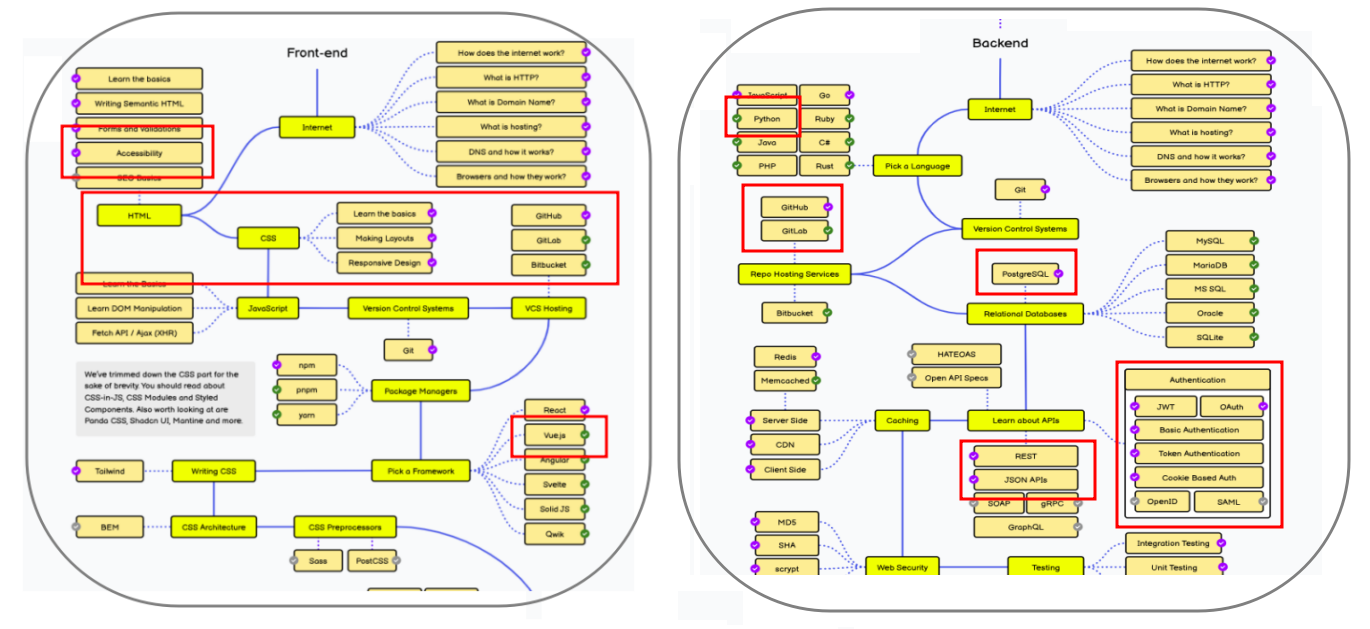 Front-end
Learn the basics
Writing Semantic HTML
Forms and Validations
Accessibility
SEO Basics
Internet
How does the internet work?
What is HTTP?
What is Domain Name?
What is hosting?
DNS and how it works?
Browsers and how they work?
HTML
CSS
Learn the basics
Making Layouts
Responsive Design
GitHub
GitLab
Bitbucket
Learn the Basics
Learn DOM Manipulation
Fetch API / Ajax (XHR)
JavaScript
Version Control Systems
VCS Hosting
Git
We've trimmed down the CSS part for the
sake of brevity. You should read about
CSS-in-JS, CSS Modules and Styled
Components. Also worth looking at are
Panda CSS, Shadcn UI, Mantine and more.
npm
pnpm
yarn
Package Managers
React
Vue.js
Angular
Svelte
Solid JS
Qwik
Tailwind
Writing CSS
Pick a Framework
BEM
CSS Architecture
CSS Preprocessors
Sass
PostCSS
Backend
JavaScript
Go
Python
Ruby
Java
C#
PHP
Rust
Internet
How does the internet work?
What is HTTP?
What is Domain Name?
What is hosting?
DNS and how it works?
Browsers and how they work?
Pick a Language
Git
GitHub
GitLab
Version Control Systems
Repo Hosting Services
PostgreSQL
MySQL
MariaDB
MS SQL
Oracle
SQLite
Bitbucket
Relational Databases
Redis
Memcached
HATEOAS
Open API Specs
Server Side
CDN
Client Side
Caching
Learn about APIs
REST
JSON APIs
SOAP
gRPC
GraphQL
Authentication
JWT
OAuth
Basic Authentication
Token Authentication
Cookie Based Auth
OpenID
SAML
MD5
SHA
scrypt
Web Security
Testing
Integration Testing
Unit Testing